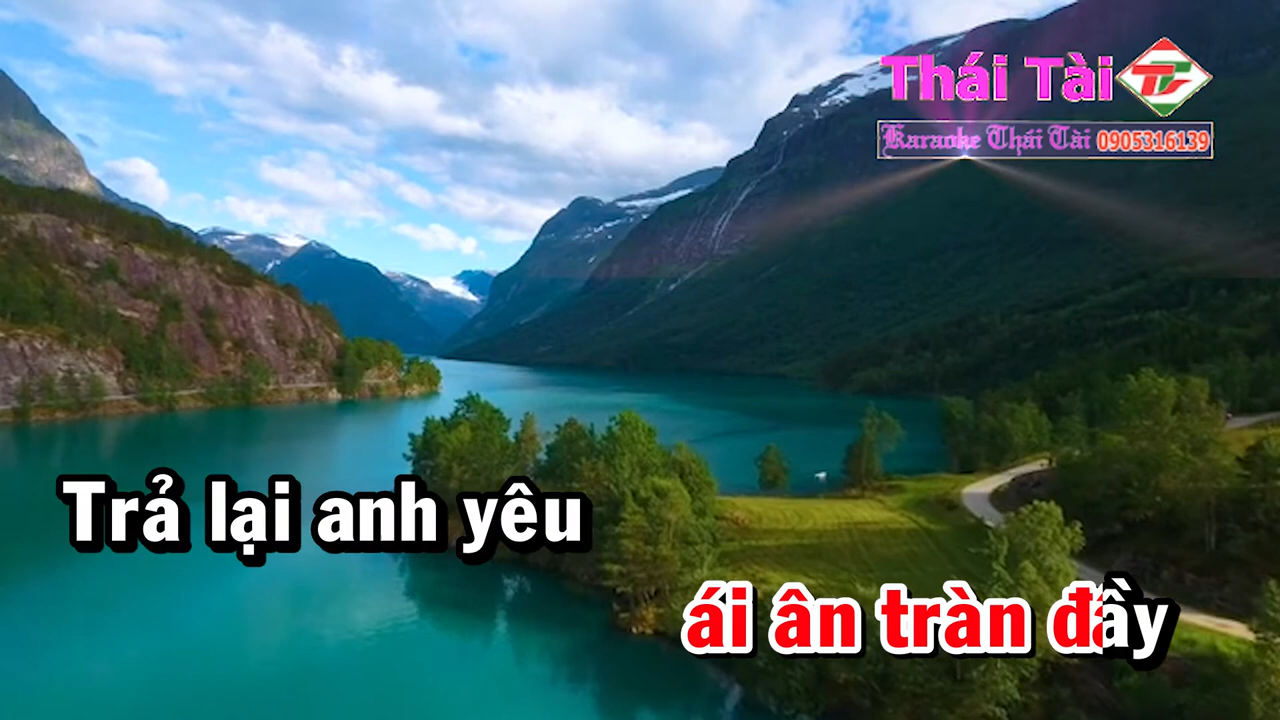 Thái Tài
Karaoke Thái Tài 0905316139
Trả lại anh yêu
ái ân tràn đầy